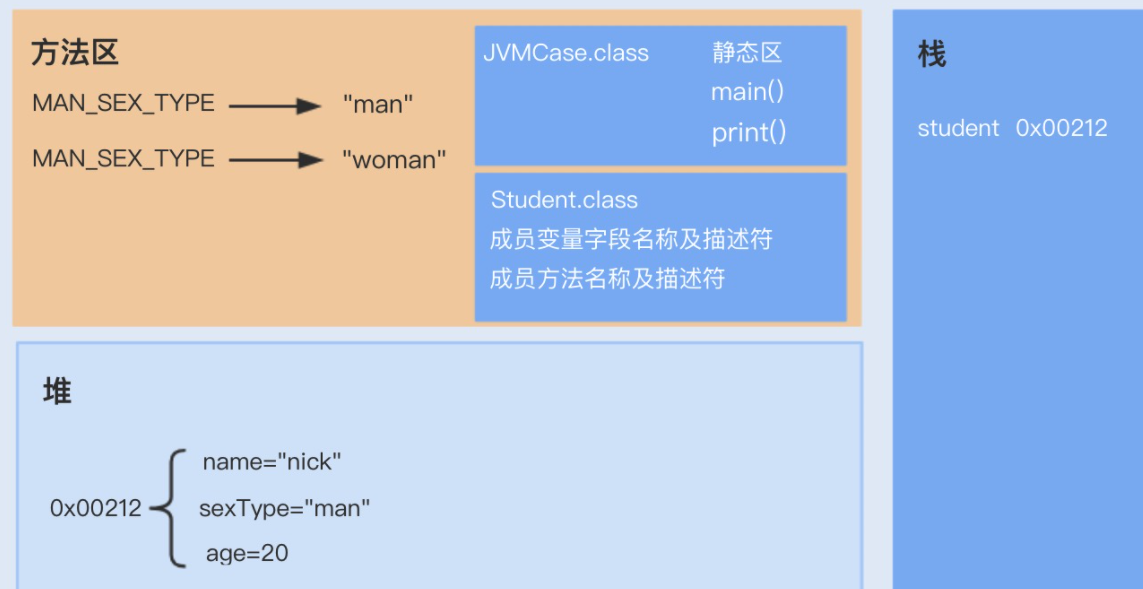 方法区
MAN_SEX_TYPE "man"
MAN_SEX_TYPE "woman"
JVMCase.class 静态区
main()
print()
Student.class
成员变量字段名称及描述符
成员方法名称及描述符
栈
student 0x00212
堆
name="nick"
0x00212 sexType="man"
age=20